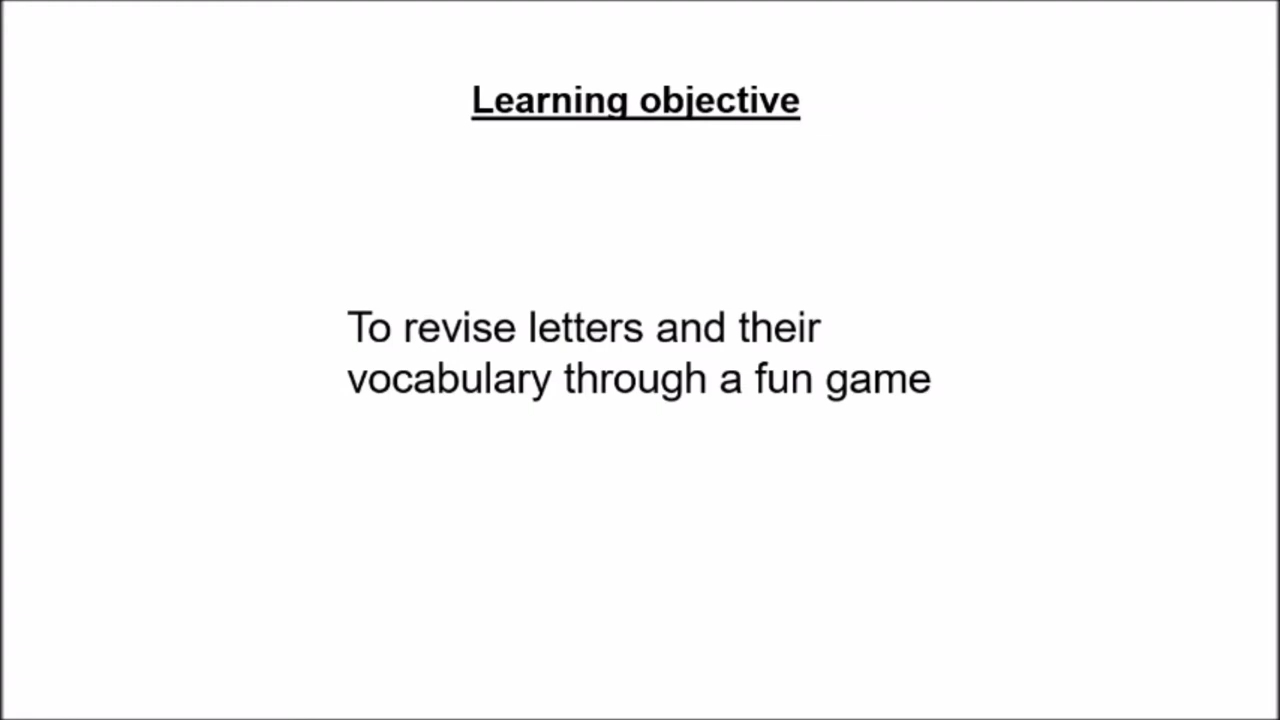 Learning objective
To revise letters and their
vocabulary through a fun game